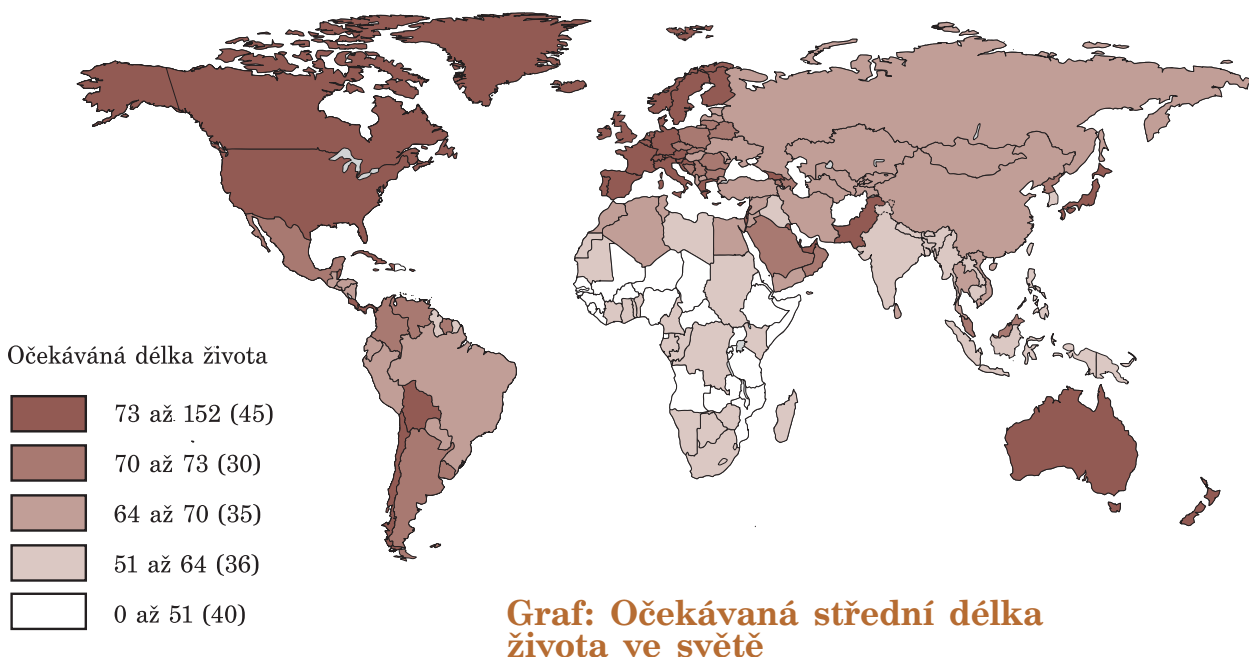 Očekáváná délka života
73 až 152 (45)
70 až 73 (30)
64 až 70 (35)
51 až 64 (36)
0 až 51 (40)
Graf: Očekávaná střední délka
života ve světě